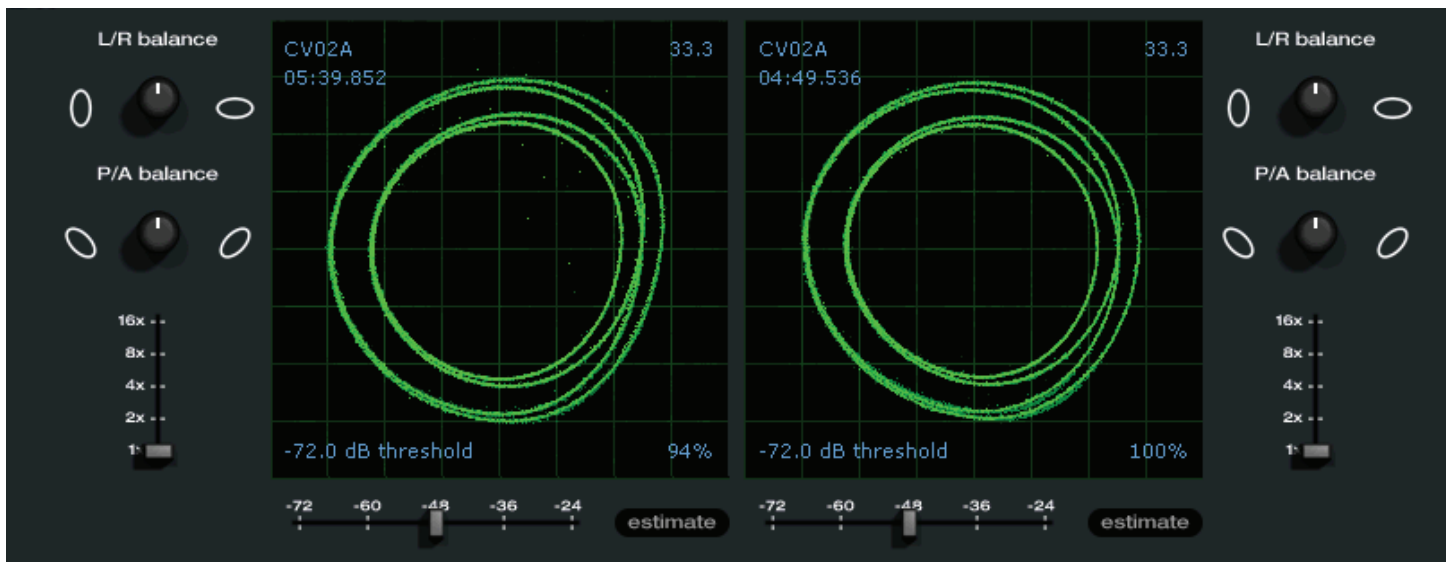 L/R balance
P/A balance
16x
8x
4x
2x
CV02A
33.3
05:39.852
-72.0 dB threshold
94%
-72
-60
-48
-36
-24
estimate
CV02A
33.3
04:49.536
-72.0 dB threshold
100%
-72
-60
-48
-36
-24
estimate
L/R balance
P/A balance
16x
8x
4x
2x